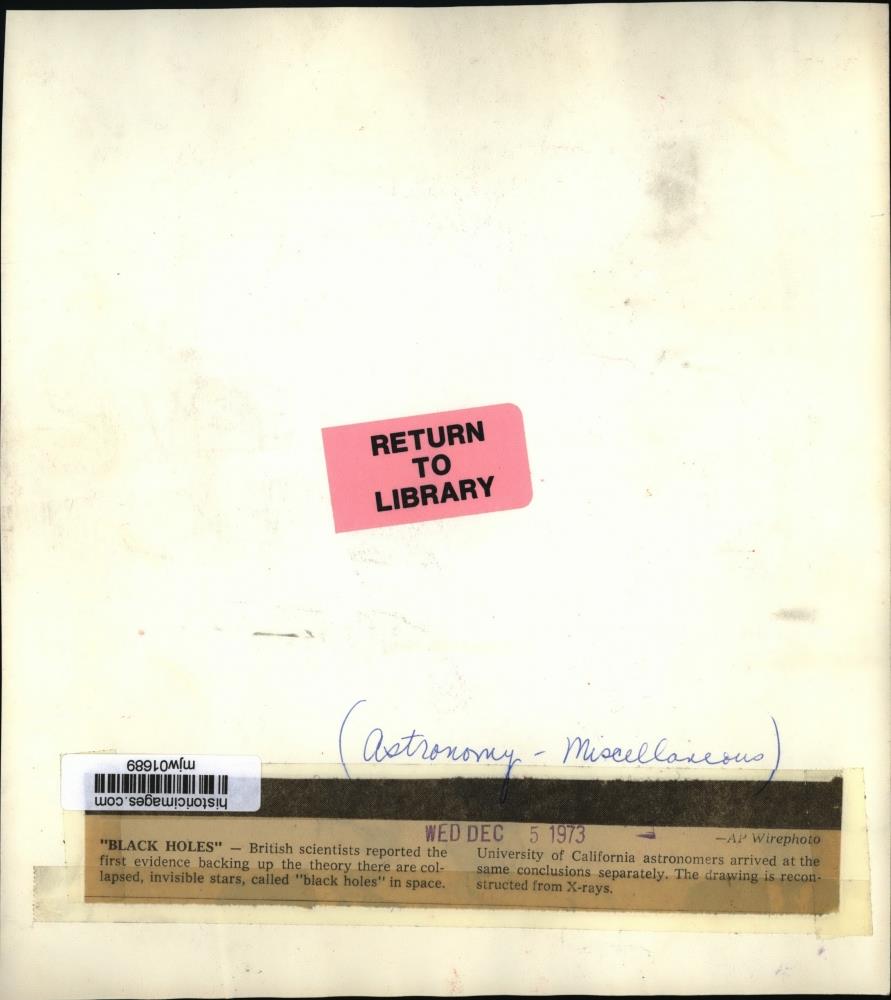 RETURN
TO
LIBRARY
(Astronomy - Miscellaneous)
mjw01689
historicimages.com
WED DEC 5 1973
—AP Wirephoto
"BLACK HOLES" — British scientists reported the
first evidence backing up the theory there are col-
lapsed, invisible stars, called "black holes" in space.
University of California astronomers arrived at the
same conclusions separately. The drawing is recon-
structed from X-rays.